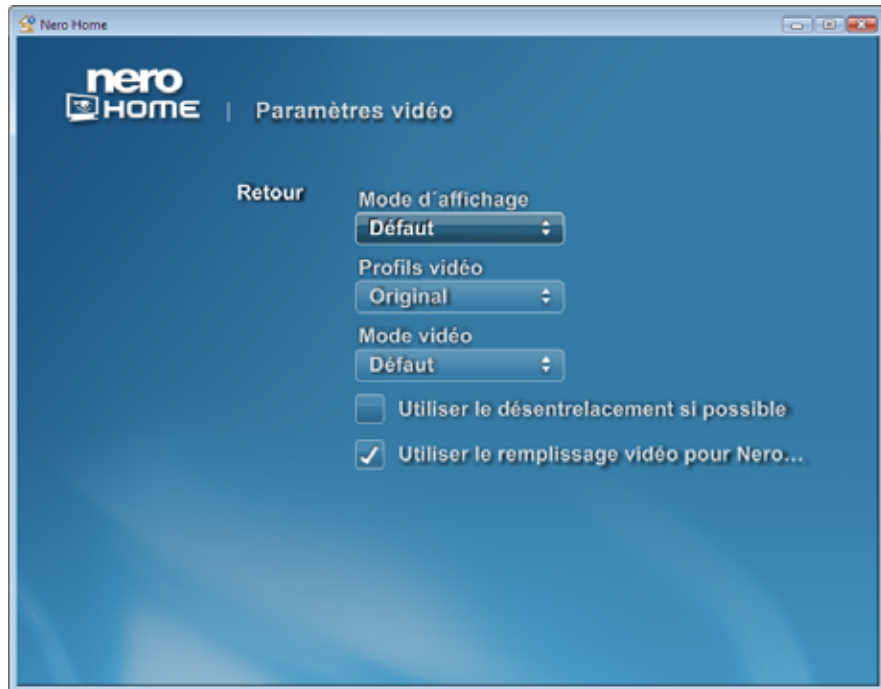 Nero Home
nero
HOME | Paramètres vidéo
Retour
Mode d´affichage
Défaut
Profils vidéo
Original
Mode vidéo
Défaut
Utiliser le désentrelacement si possible
Utiliser le remplissage vidéo pour Nero...